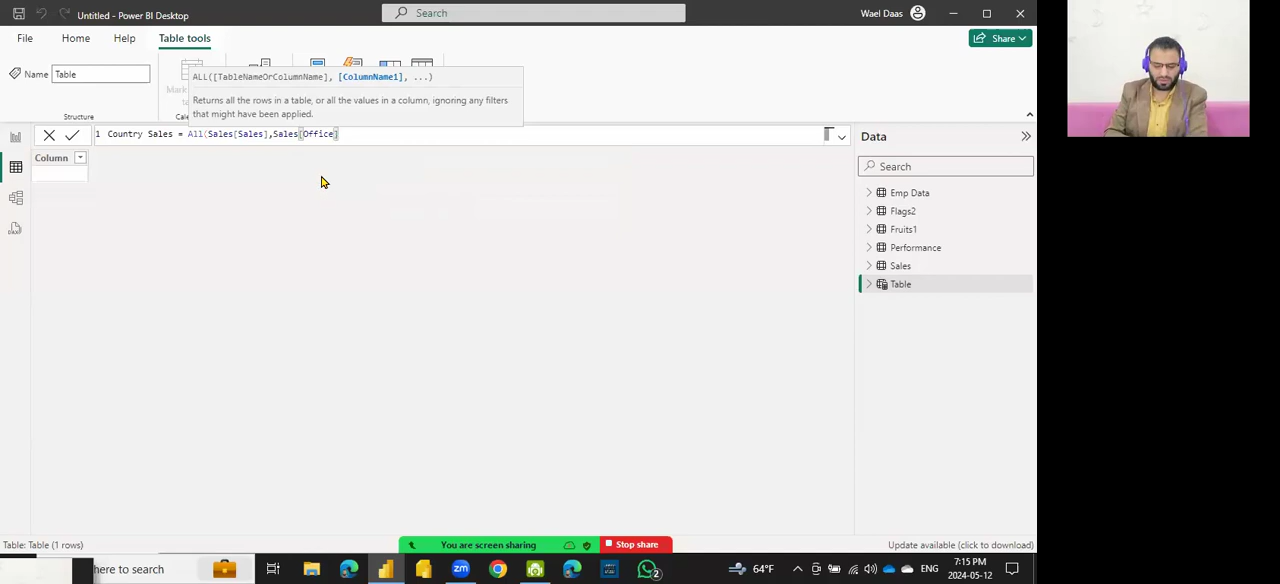 Untitled - Power BI Desktop
Search
Wael Daas
File
Home
Help
Table tools
Share
Name
Table
Mark
ALL([TableNameOrColumnName], [ColumnName1], ...)
Returns all the rows in a table, or all the values in a column, ignoring any filters
that might have been applied.
Structure
1 Country Sales = All(Sales[Sales],Sales[Office]
Data
Column
Search
Emp Data
Flags2
Fruits1
Performance
Sales
Table
Table: Table (1 rows)
You are screen sharing
Stop share
Update available (click to download)
here to search
zm
2
64°F
ENG
7:15 PM
2024-05-12